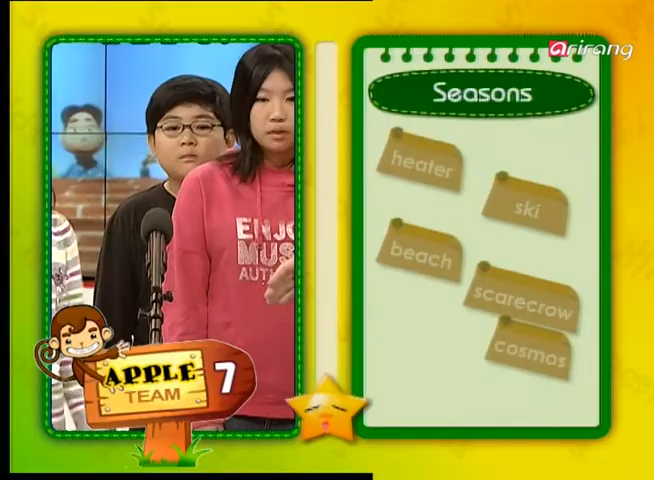 arirang
Seasons
heater
ski
beach
scarecrow
cosmos
ENJO
MUS
AUTH
APPLE
TEAM
7